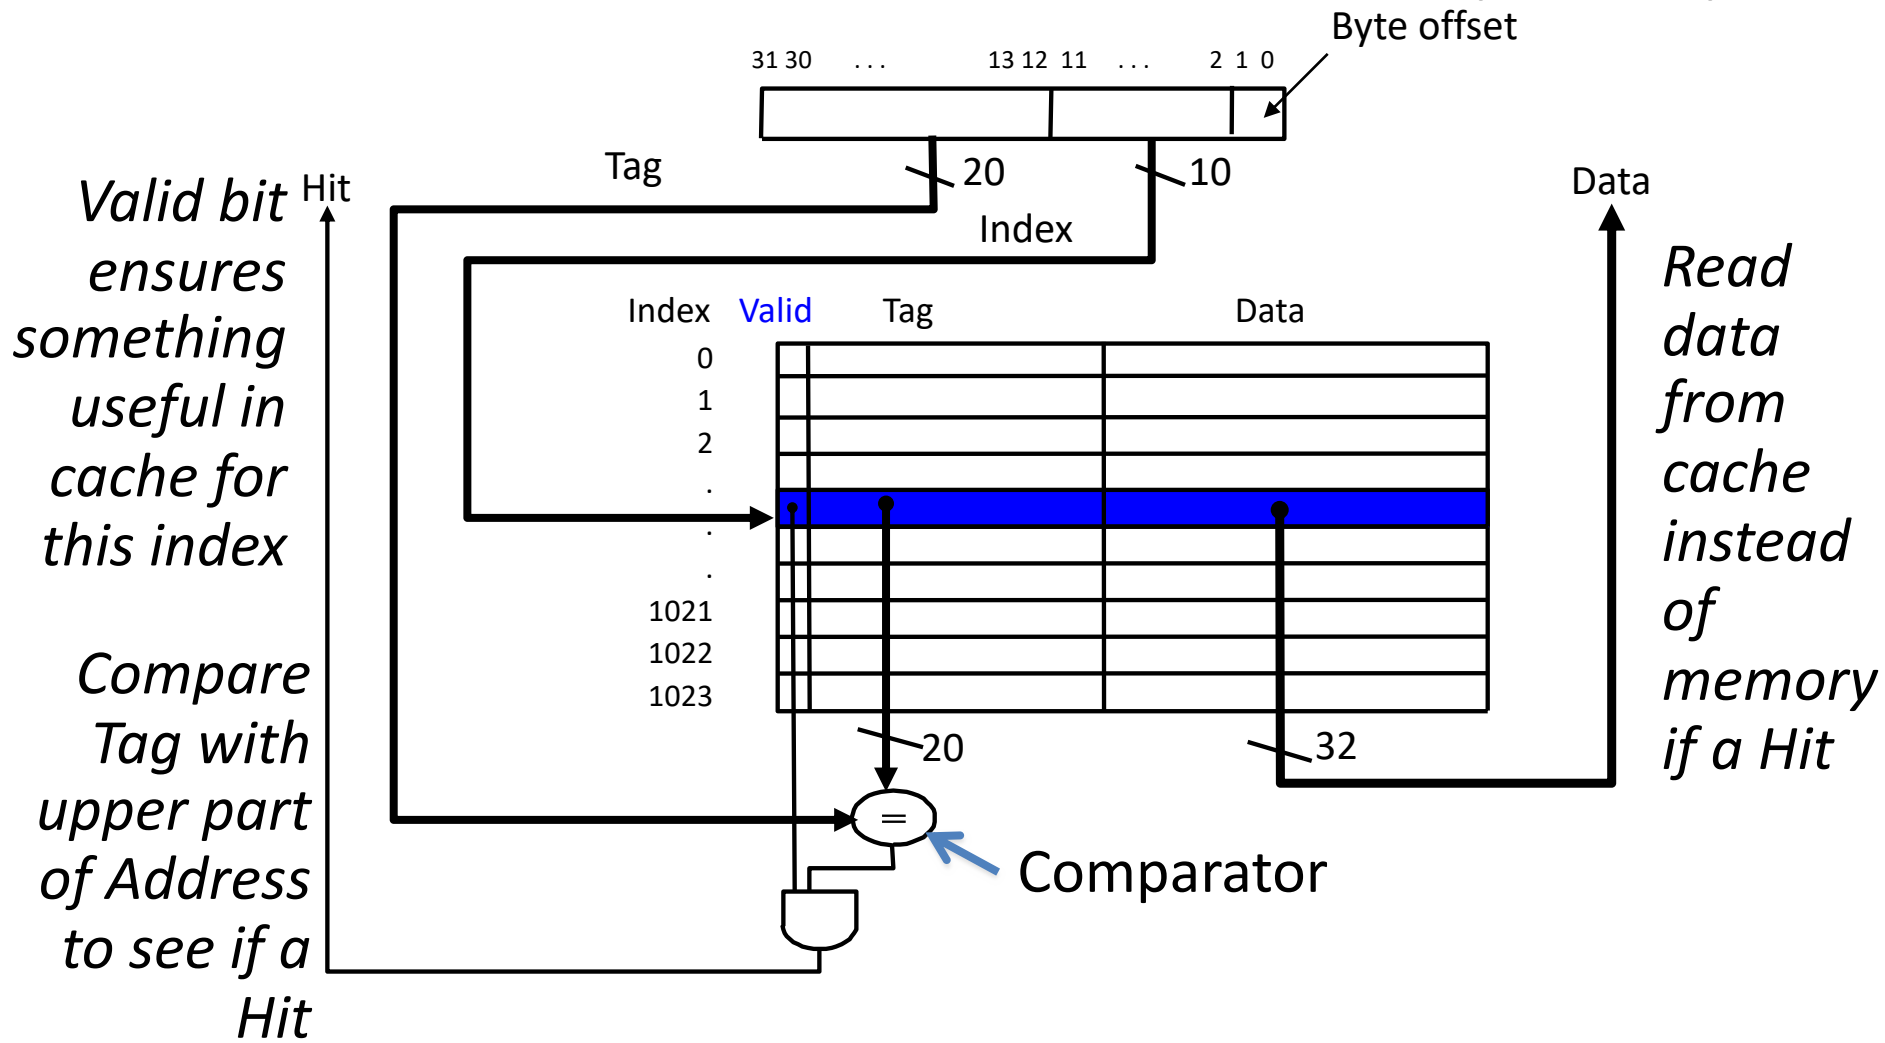 Byte offset
31 30 . . . 13 12 11 . . . 2 1 0
Tag
20
10
Index
Hit
Data
Valid bit
ensures
something
useful in
cache for
this index
Compare
Tag with
upper part
of Address
to see if a
Hit
Index Valid Tag Data
0
1
2
.
.
.
1021
1022
1023
20
32
=
Comparator
Read
data
from
cache
instead
of
memory
if a Hit